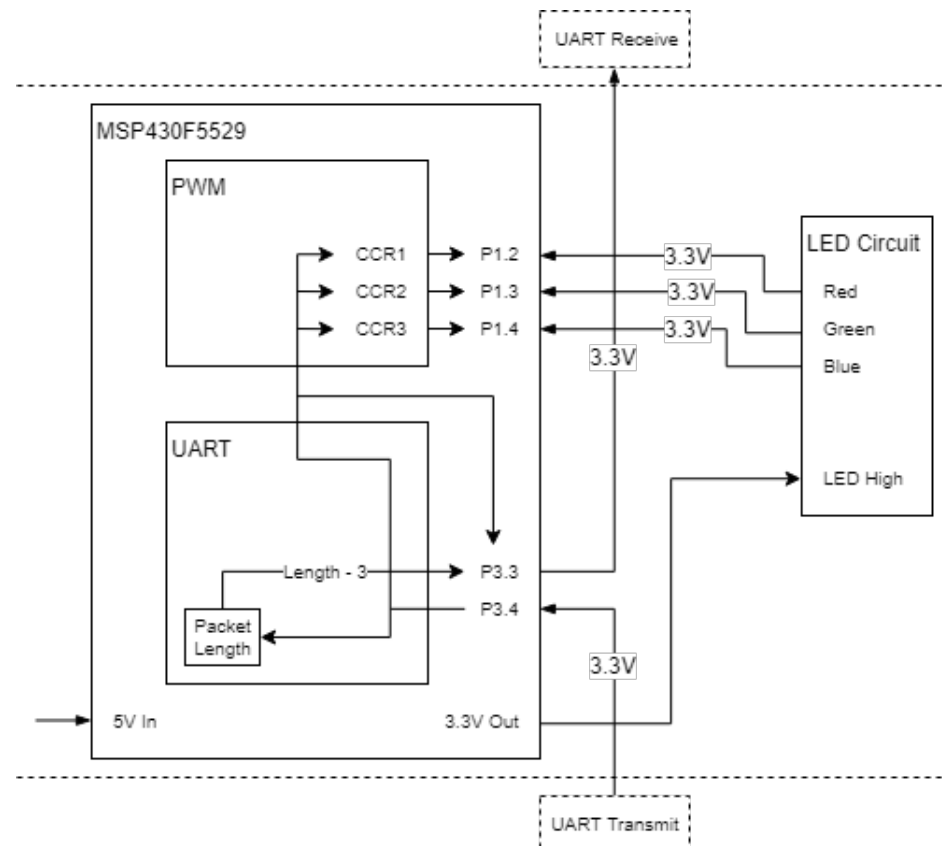 UART Receive
MSP430F5529
PWM
CCR1
P1.2
3.3V
CCR2
P1.3
3.3V
CCR3
P1.4
3.3V
3.3V
LED Circuit
Red
Green
Blue
LED High
UART
Length - 3
P3.3
P3.4
Packet
Length
3.3V
5V In
3.3V Out
UART Transmit